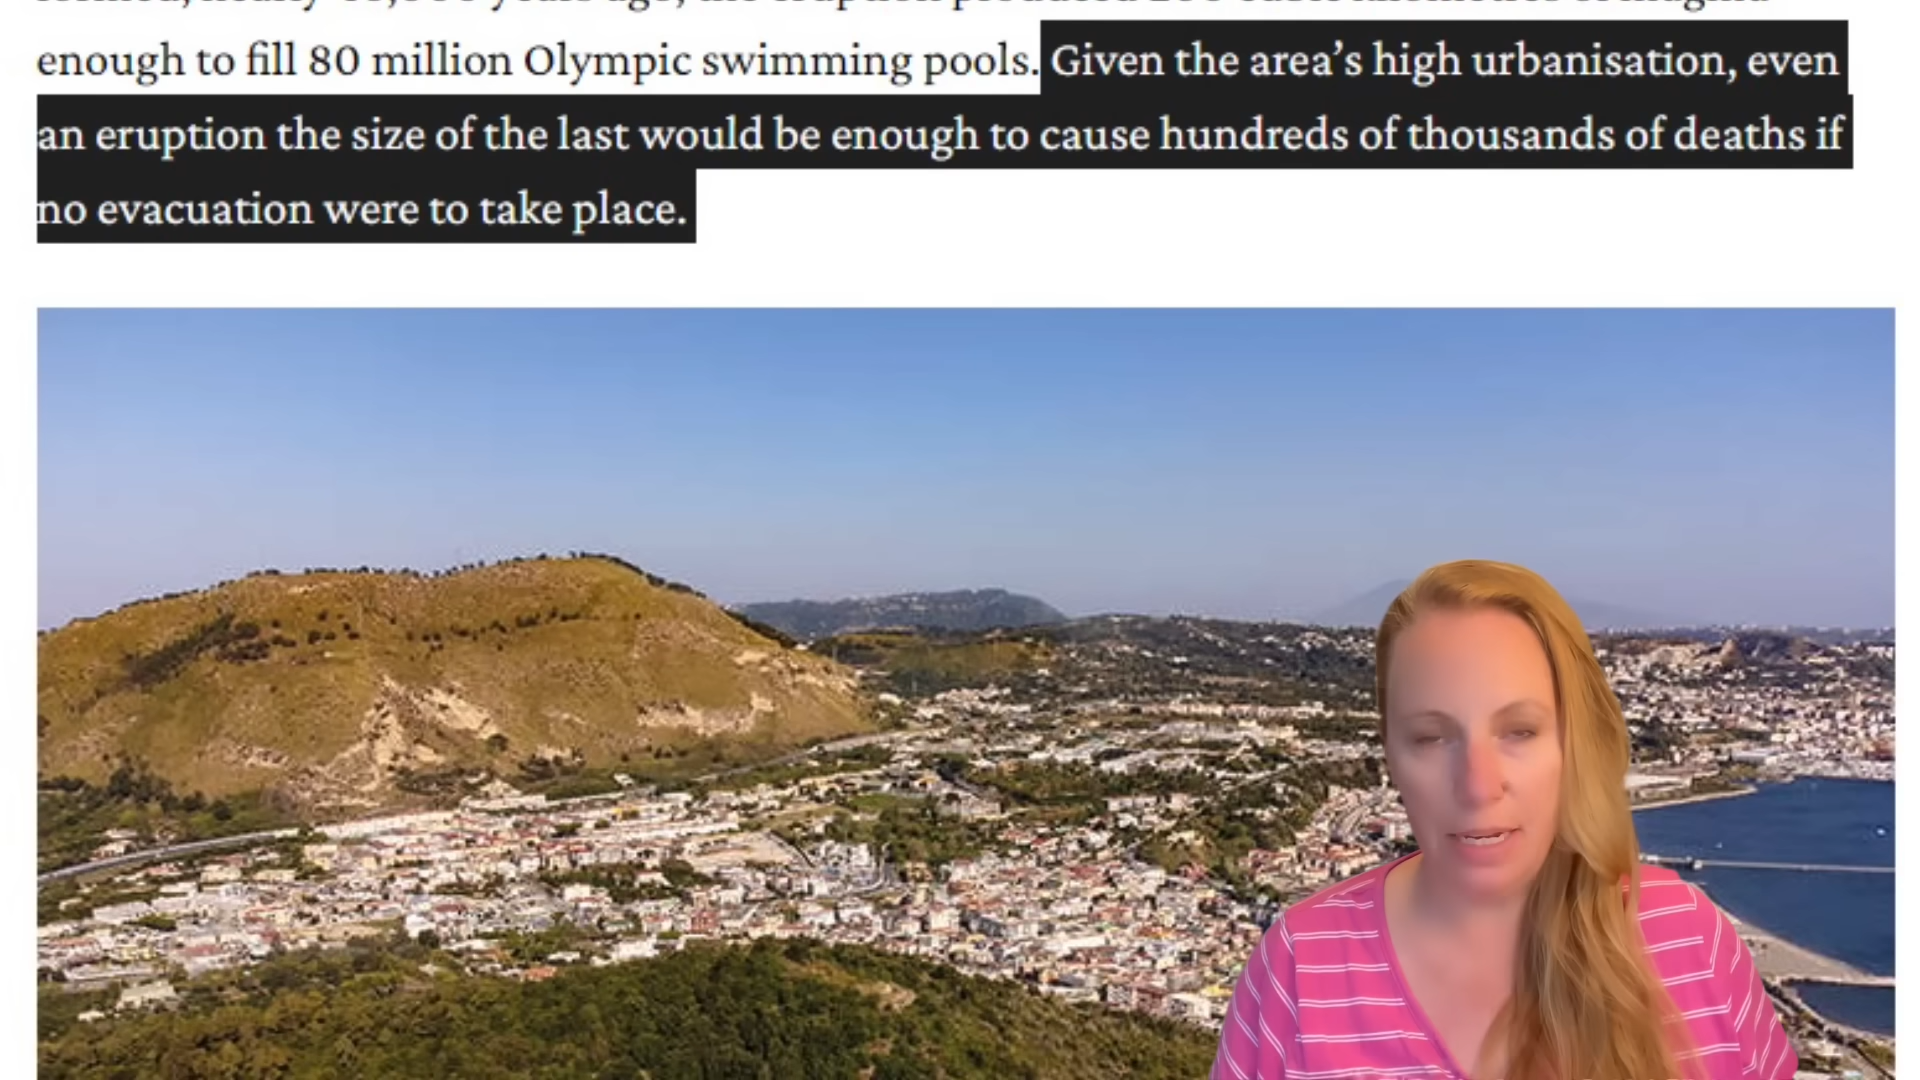 enough to fill 80 million Olympic swimming pools. Given the area’s high urbanisation, even
an eruption the size of the last would be enough to cause hundreds of thousands of deaths if
no evacuation were to take place.